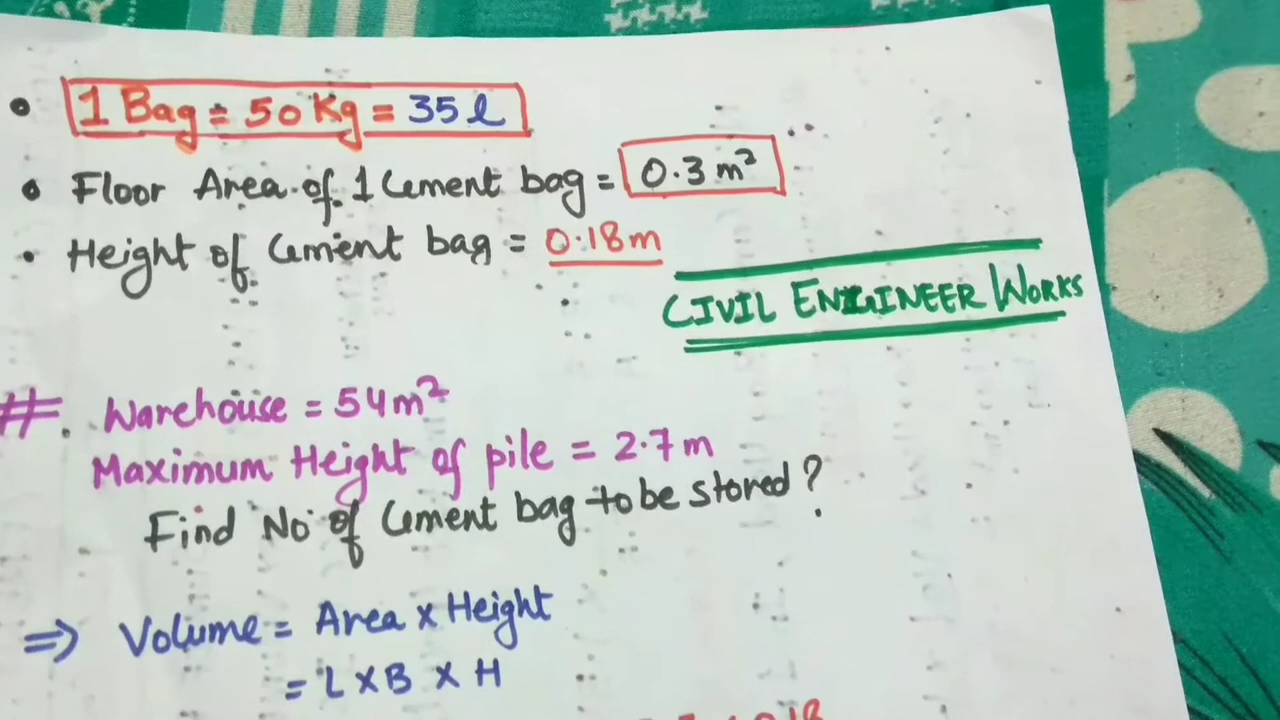 • 1 Bag = 50 Kg = 35 l
• Floor Area of 1 Cement bag = 0.3 m²
• Height of Cement bag = 0.18m
CIVIL ENGINEER WORKS
# Warehouse = 54m²
Maximum Height of pile = 2.7 m
Find No of Cement bag to be stored?
⇒ Volume = Area x Height
= L x B x H